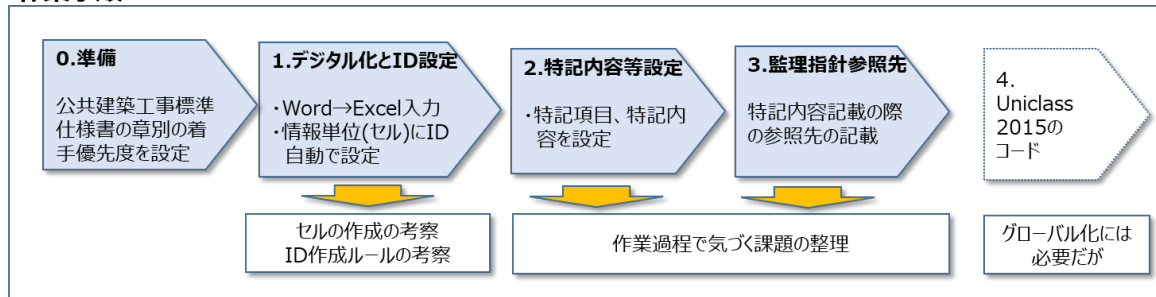 0.準備
公共建築工事標準
仕様書の章別の着
手優先度を設定
1.デジタル化とID設定
・Word→Excel入力
・情報単位(セル)にID
自動で設定
2.特記内容等設定
・特記項目、特記内
容を設定
3.監理指針参照先
特記内容記載の際
の参照先の記載
4.
Uniclass
2015の
コード
セルの作成の考察
ID作成ルールの考察
作業過程で気づく課題の整理
グローバル化には
必要だが